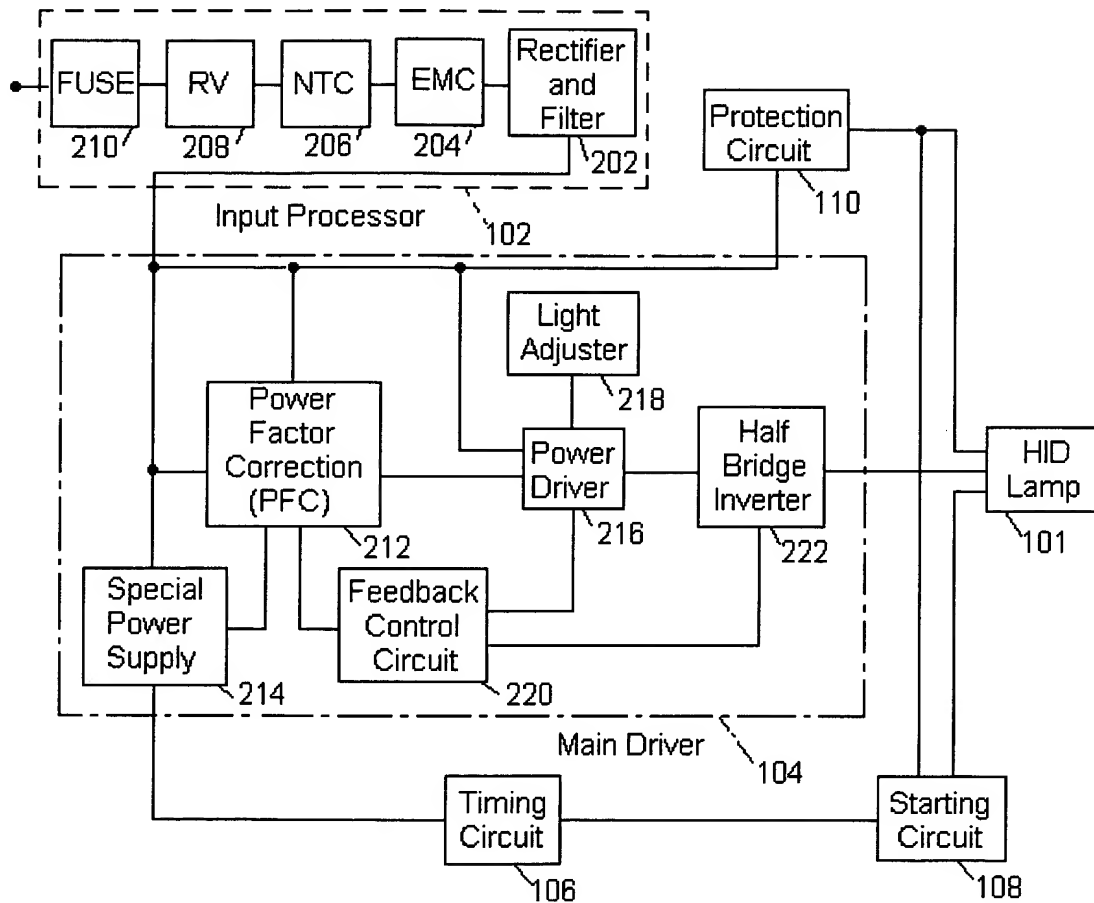 FUSE
210
RV
208
NTC
206
EMC
204
Rectifier
and
Filter
202
Input Processor
102
Protection
Circuit
110
Light
Adjuster
218
Power
Factor
Correction
(PFC)
212
Power
Driver
216
Half
Bridge
Inverter
222
HID
Lamp
101
Special
Power
Supply
214
Feedback
Control
Circuit
220
Main Driver
104
Timing
Circuit
106
Starting
Circuit
108